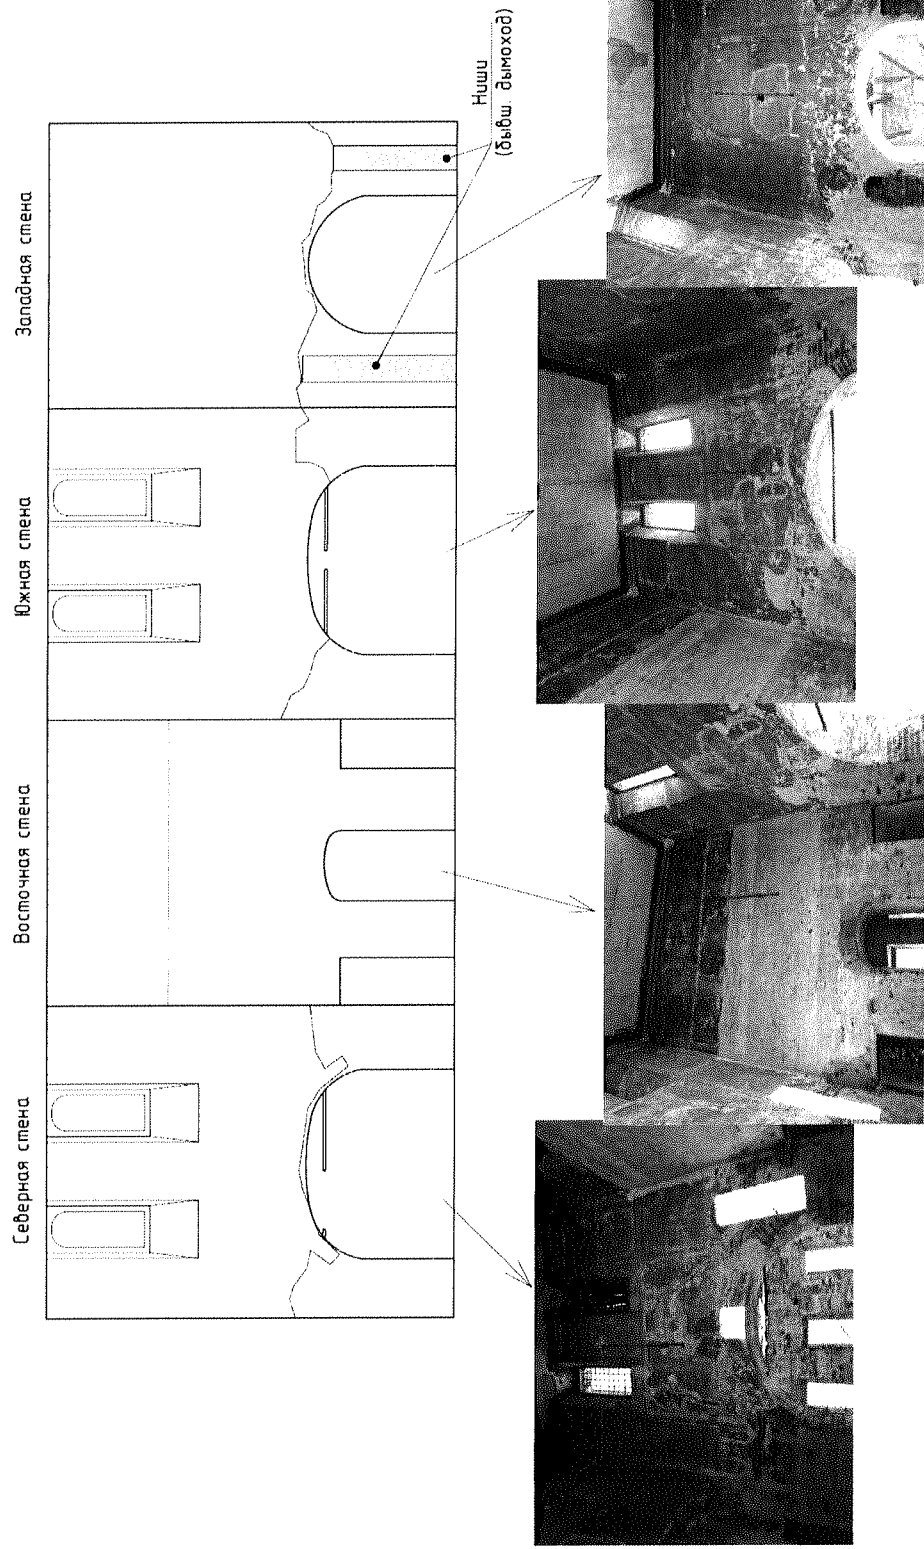 Северная стена
Восточная стена
Южная стена
Западная стена
Ниши
(бывш. дымоход)